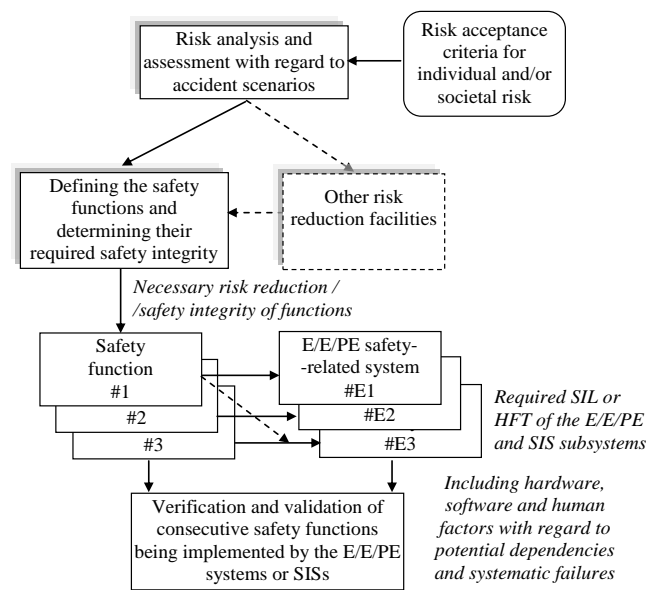 Risk analysis and
assessment with regard to
accident scenarios
Risk acceptance
criteria for
individual and/or
societal risk
Defining the safety
functions and
determining their
required safety integrity
Other risk
reduction facilities
Necessary risk reduction /
/safety integrity of functions
Safety
function
#1
#2
#3
E/E/PE safety-
-related system
#E1
#E2
#E3
Required SIL or
HFT of the E/E/PE
and SIS subsystems
Verification and validation of
consecutive safety functions
being implemented by the E/E/PE
systems or SISs
Including hardware,
software and human
factors with regard to
potential dependencies
and systematic failures